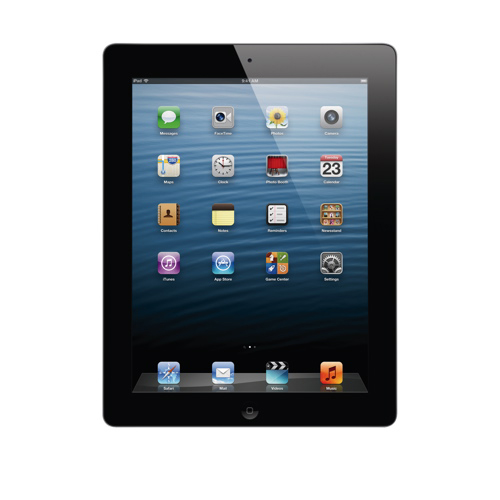 iPad 9:41 AM
Messages FaceTime Photos Camera
Maps Clock Photo Booth Calendar
23
Contacts Notes Reminders Newsstand
iTunes App Store Game Center Settings
Safari Mail Videos Music